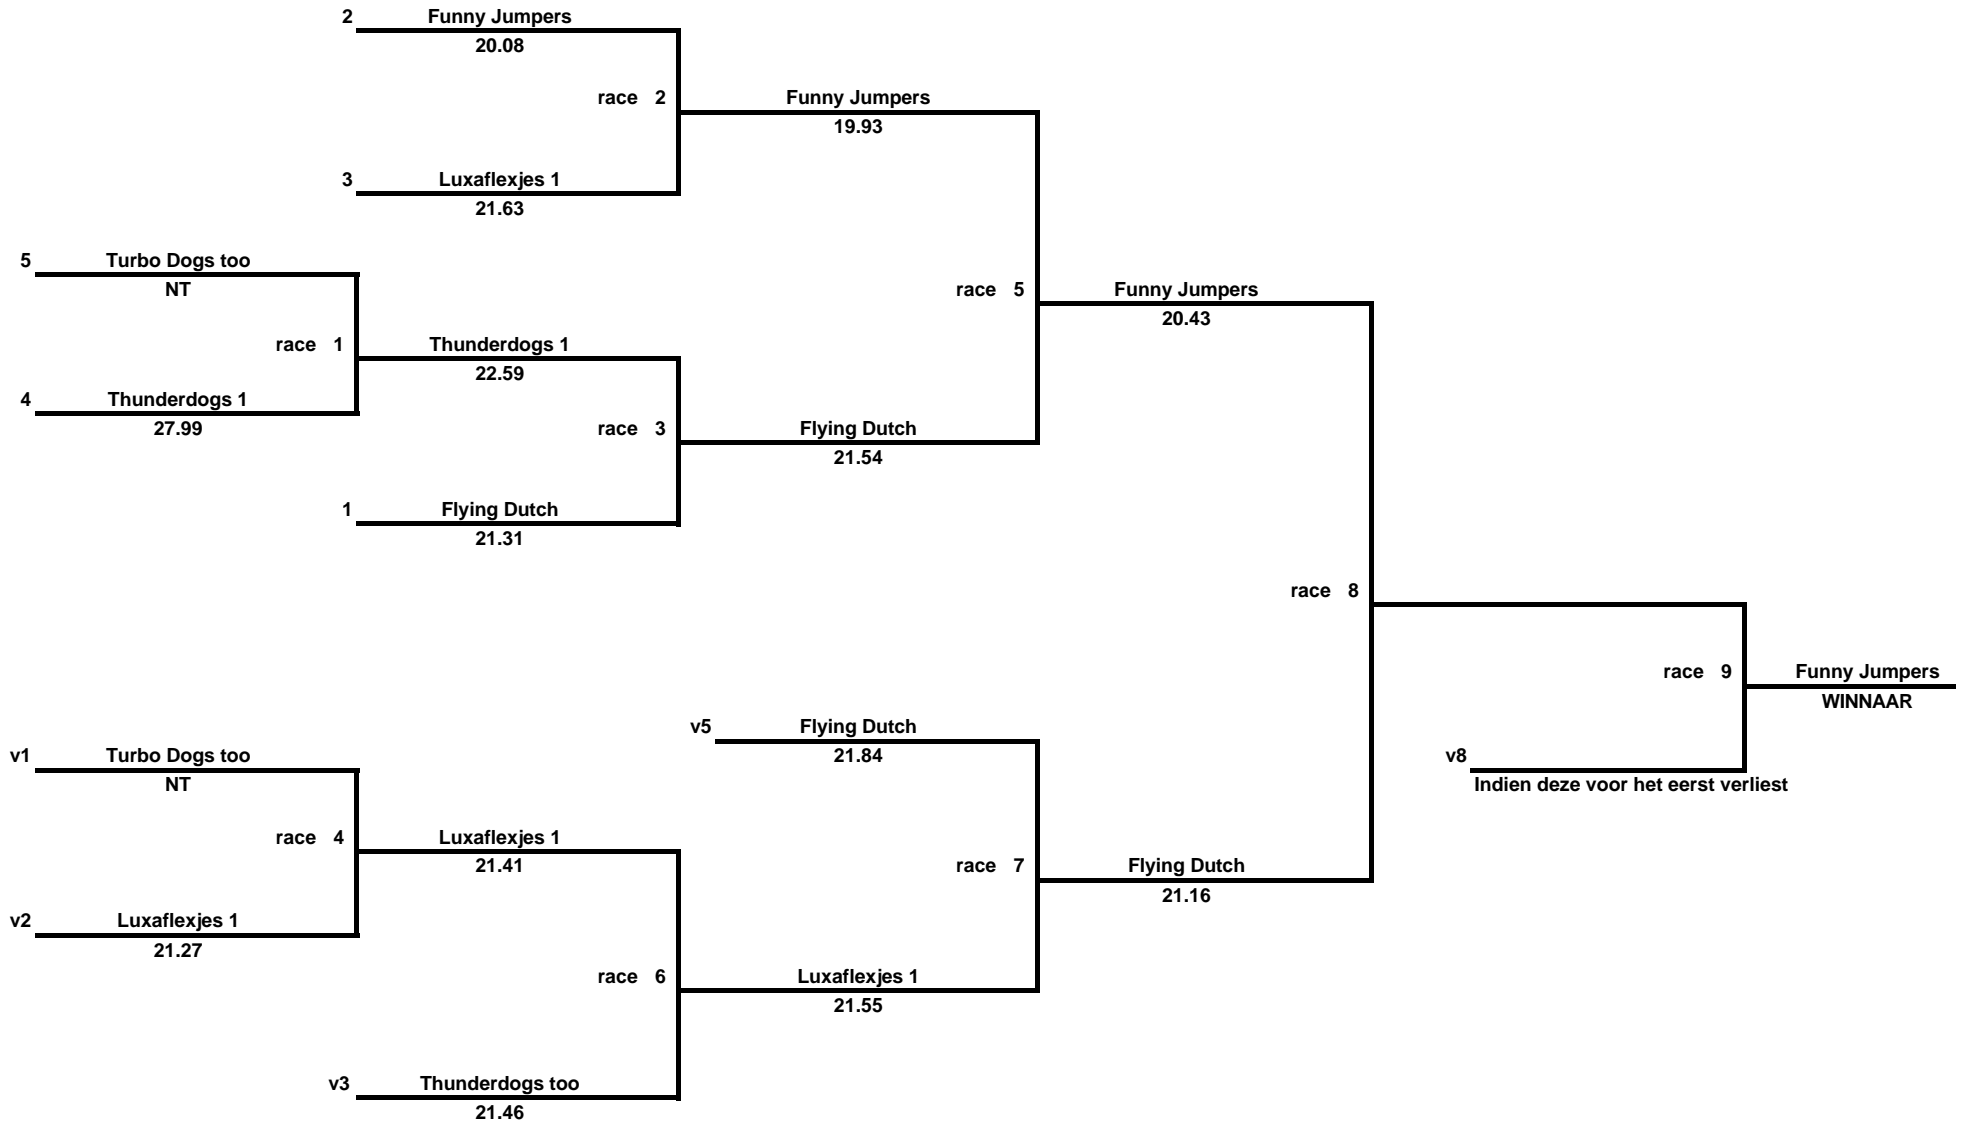 2 Funny Jumpers
20.08
race 2 Funny Jumpers
19.93
3 Luxaflexjes 1
21.63
5 Turbo Dogs too
NT
race 5 Funny Jumpers
20.43
race 1 Thunderdogs 1
22.59
4 Thunderdogs 1
27.99
race 3 Flying Dutch
21.54
1 Flying Dutch
21.31
race 8
race 9 Funny Jumpers
WINNAAR
v5 Flying Dutch
21.84
v1 Turbo Dogs too
NT
v8
Indien deze voor het eerst verliest
race 4 Luxaflexjes 1
21.41
race 7 Flying Dutch
21.16
v2 Luxaflexjes 1
21.27
race 6 Luxaflexjes 1
21.55
v3 Thunderdogs too
21.46